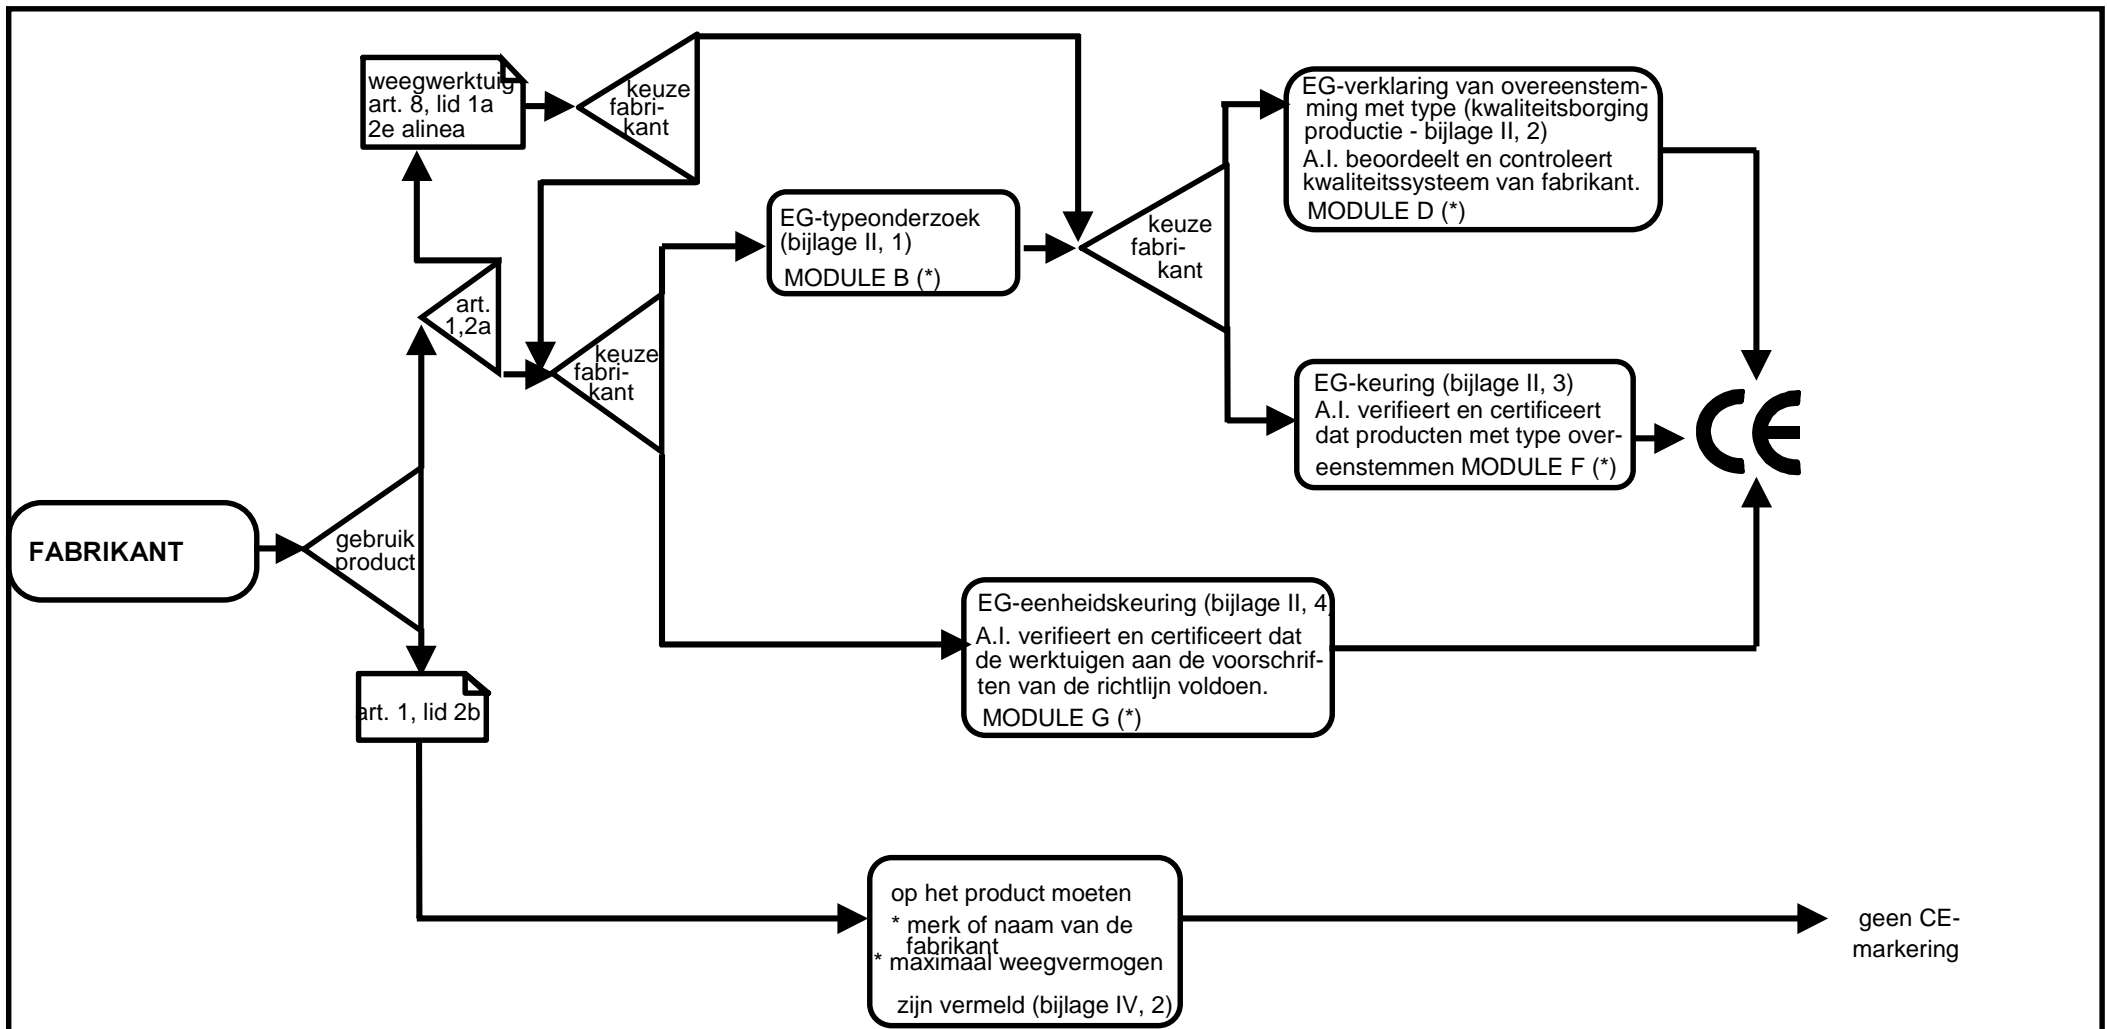 weegwerktuig
art. 8, lid 1a
2e alinea
keuze
fabri-
kant
EG-verklaring van overeenstem-
ming met type (kwaliteitsborging
productie - bijlage II, 2)
A.I. beoordeelt en controleert
kwaliteitssysteem van fabrikant.
MODULE D (*)
EG-typeonderzoek
(bijlage II, 1)
MODULE B (*)
keuze
fabri-
kant
art.
1,2a
keuze
fabri-
kant
EG-keuring (bijlage II, 3)
A.I. verifieert en certificeert
dat producten met type over-
eenstemmen MODULE F (*)
CE
FABRIKANT
gebruik
product
EG-eenheidskeuring (bijlage II, 4)
A.I. verifieert en certificeert dat
de werktuigen aan de voorschrif-
ten van de richtlijn voldoen.
MODULE G (*)
art. 1, lid 2b
op het product moeten
* merk of naam van de
fabrikant
* maximaal weegvermogen
zijn vermeld (bijlage IV, 2)
geen CE-
markering